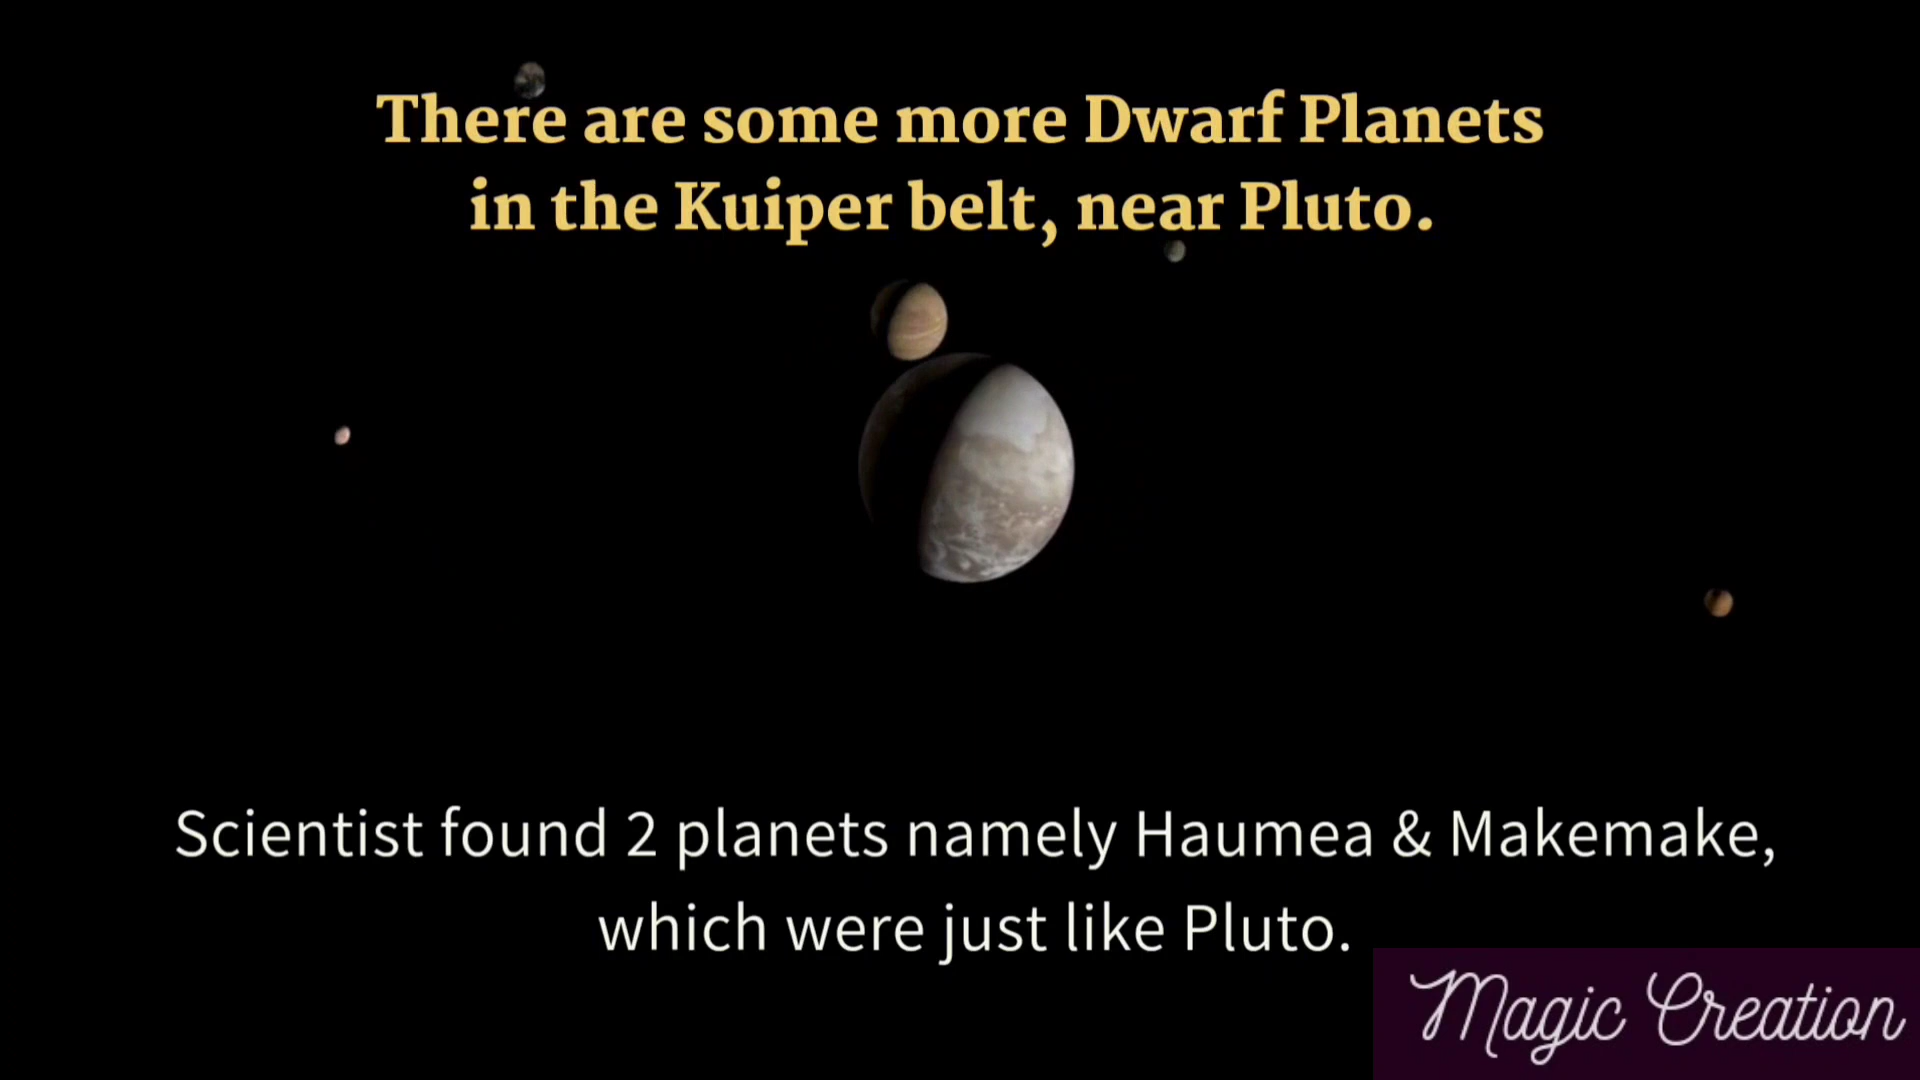 There are some more Dwarf Planets
in the Kuiper belt, near Pluto.
Scientist found 2 planets namely Haumea & Makemake,
which were just like Pluto.
Magic Creation